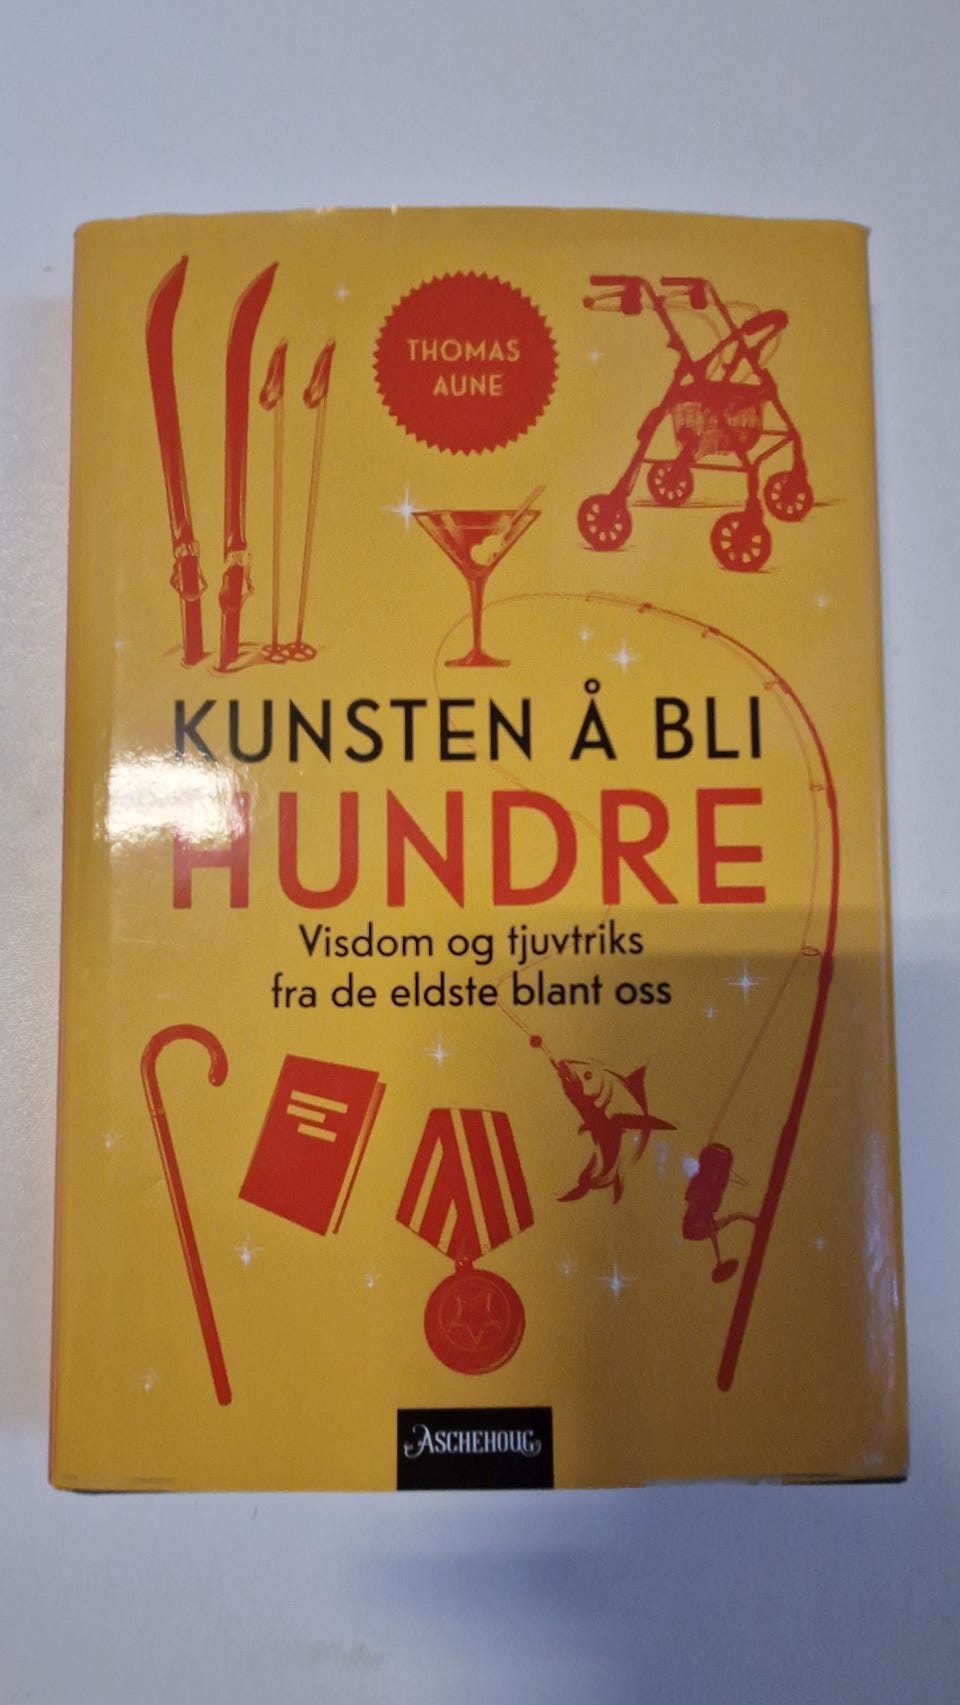 THOMAS
AUNE
KUNSTEN Å BLI
HUNDRE
Visdom og tjuvtriks
fra de eldste blant oss
ASCHEHOUG